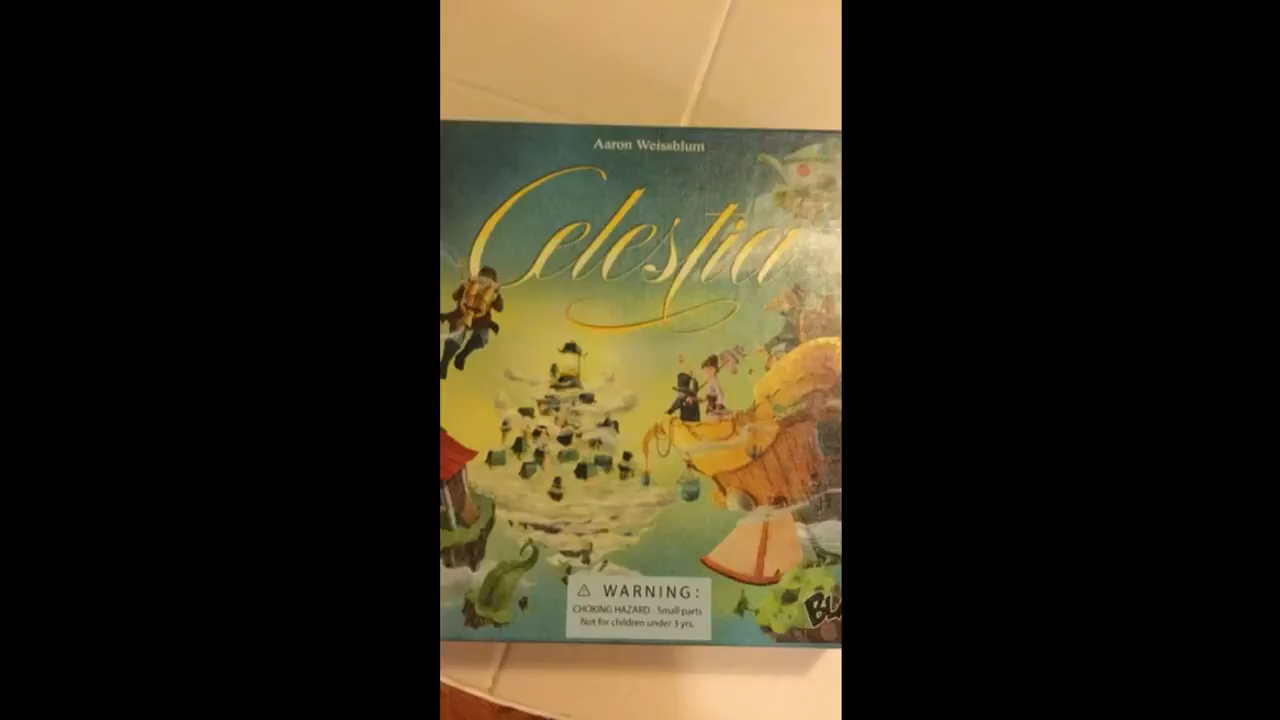 Aaron Weissblum
Celestia
WARNING:
CHOKING HAZARD - Small parts
Not for children under 3 yrs.